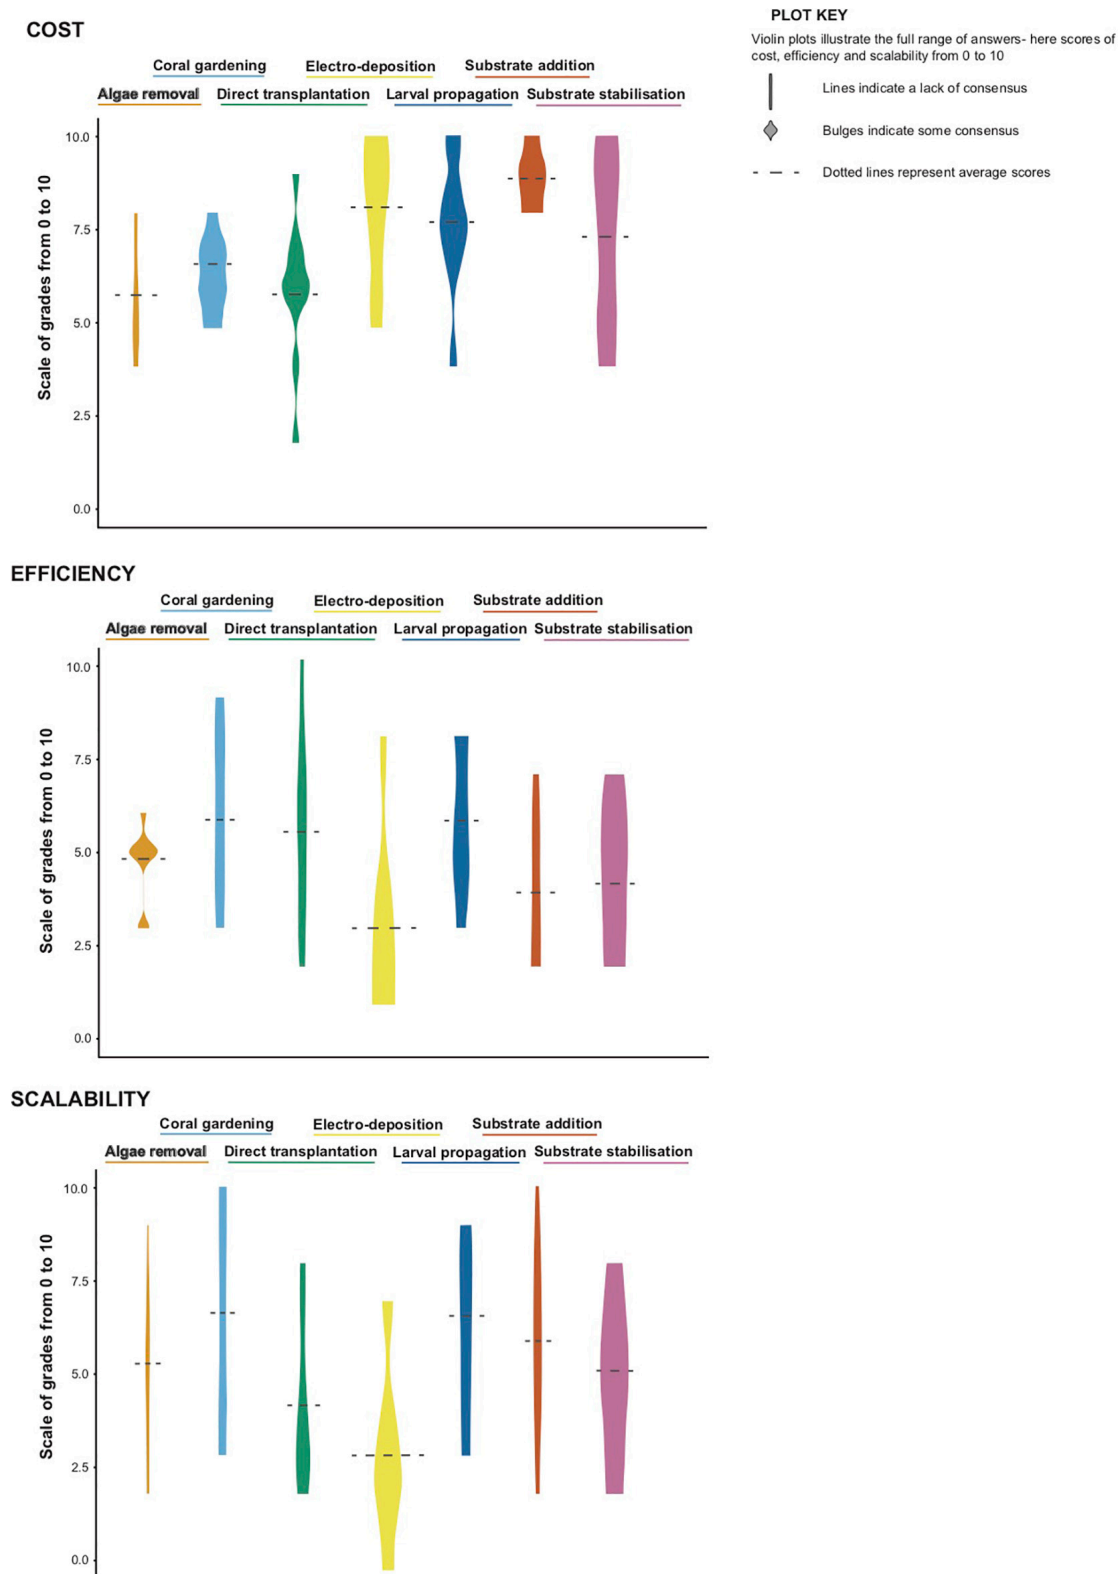 COST
PLOT KEY
Violin plots illustrate the full range of answers- here scores of
cost, efficiency and scalability from 0 to 10
Lines indicate a lack of consensus
Bulges indicate some consensus
Dotted lines represent average scores
Coral gardening Electro-deposition Substrate addition
Algae removal Direct transplantation Larval propagation Substrate stabilisation
Scale of grades from 0 to 10
10.0
7.5
5.0
2.5
0.0
EFFICIENCY
Coral gardening Electro-deposition Substrate addition
Algae removal Direct transplantation Larval propagation Substrate stabilisation
Scale of grades from 0 to 10
10.0
7.5
5.0
2.5
0.0
SCALABILITY
Coral gardening Electro-deposition Substrate addition
Algae removal Direct transplantation Larval propagation Substrate stabilisation
Scale of grades from 0 to 10
10.0
7.5
5.0
2.5
0.0